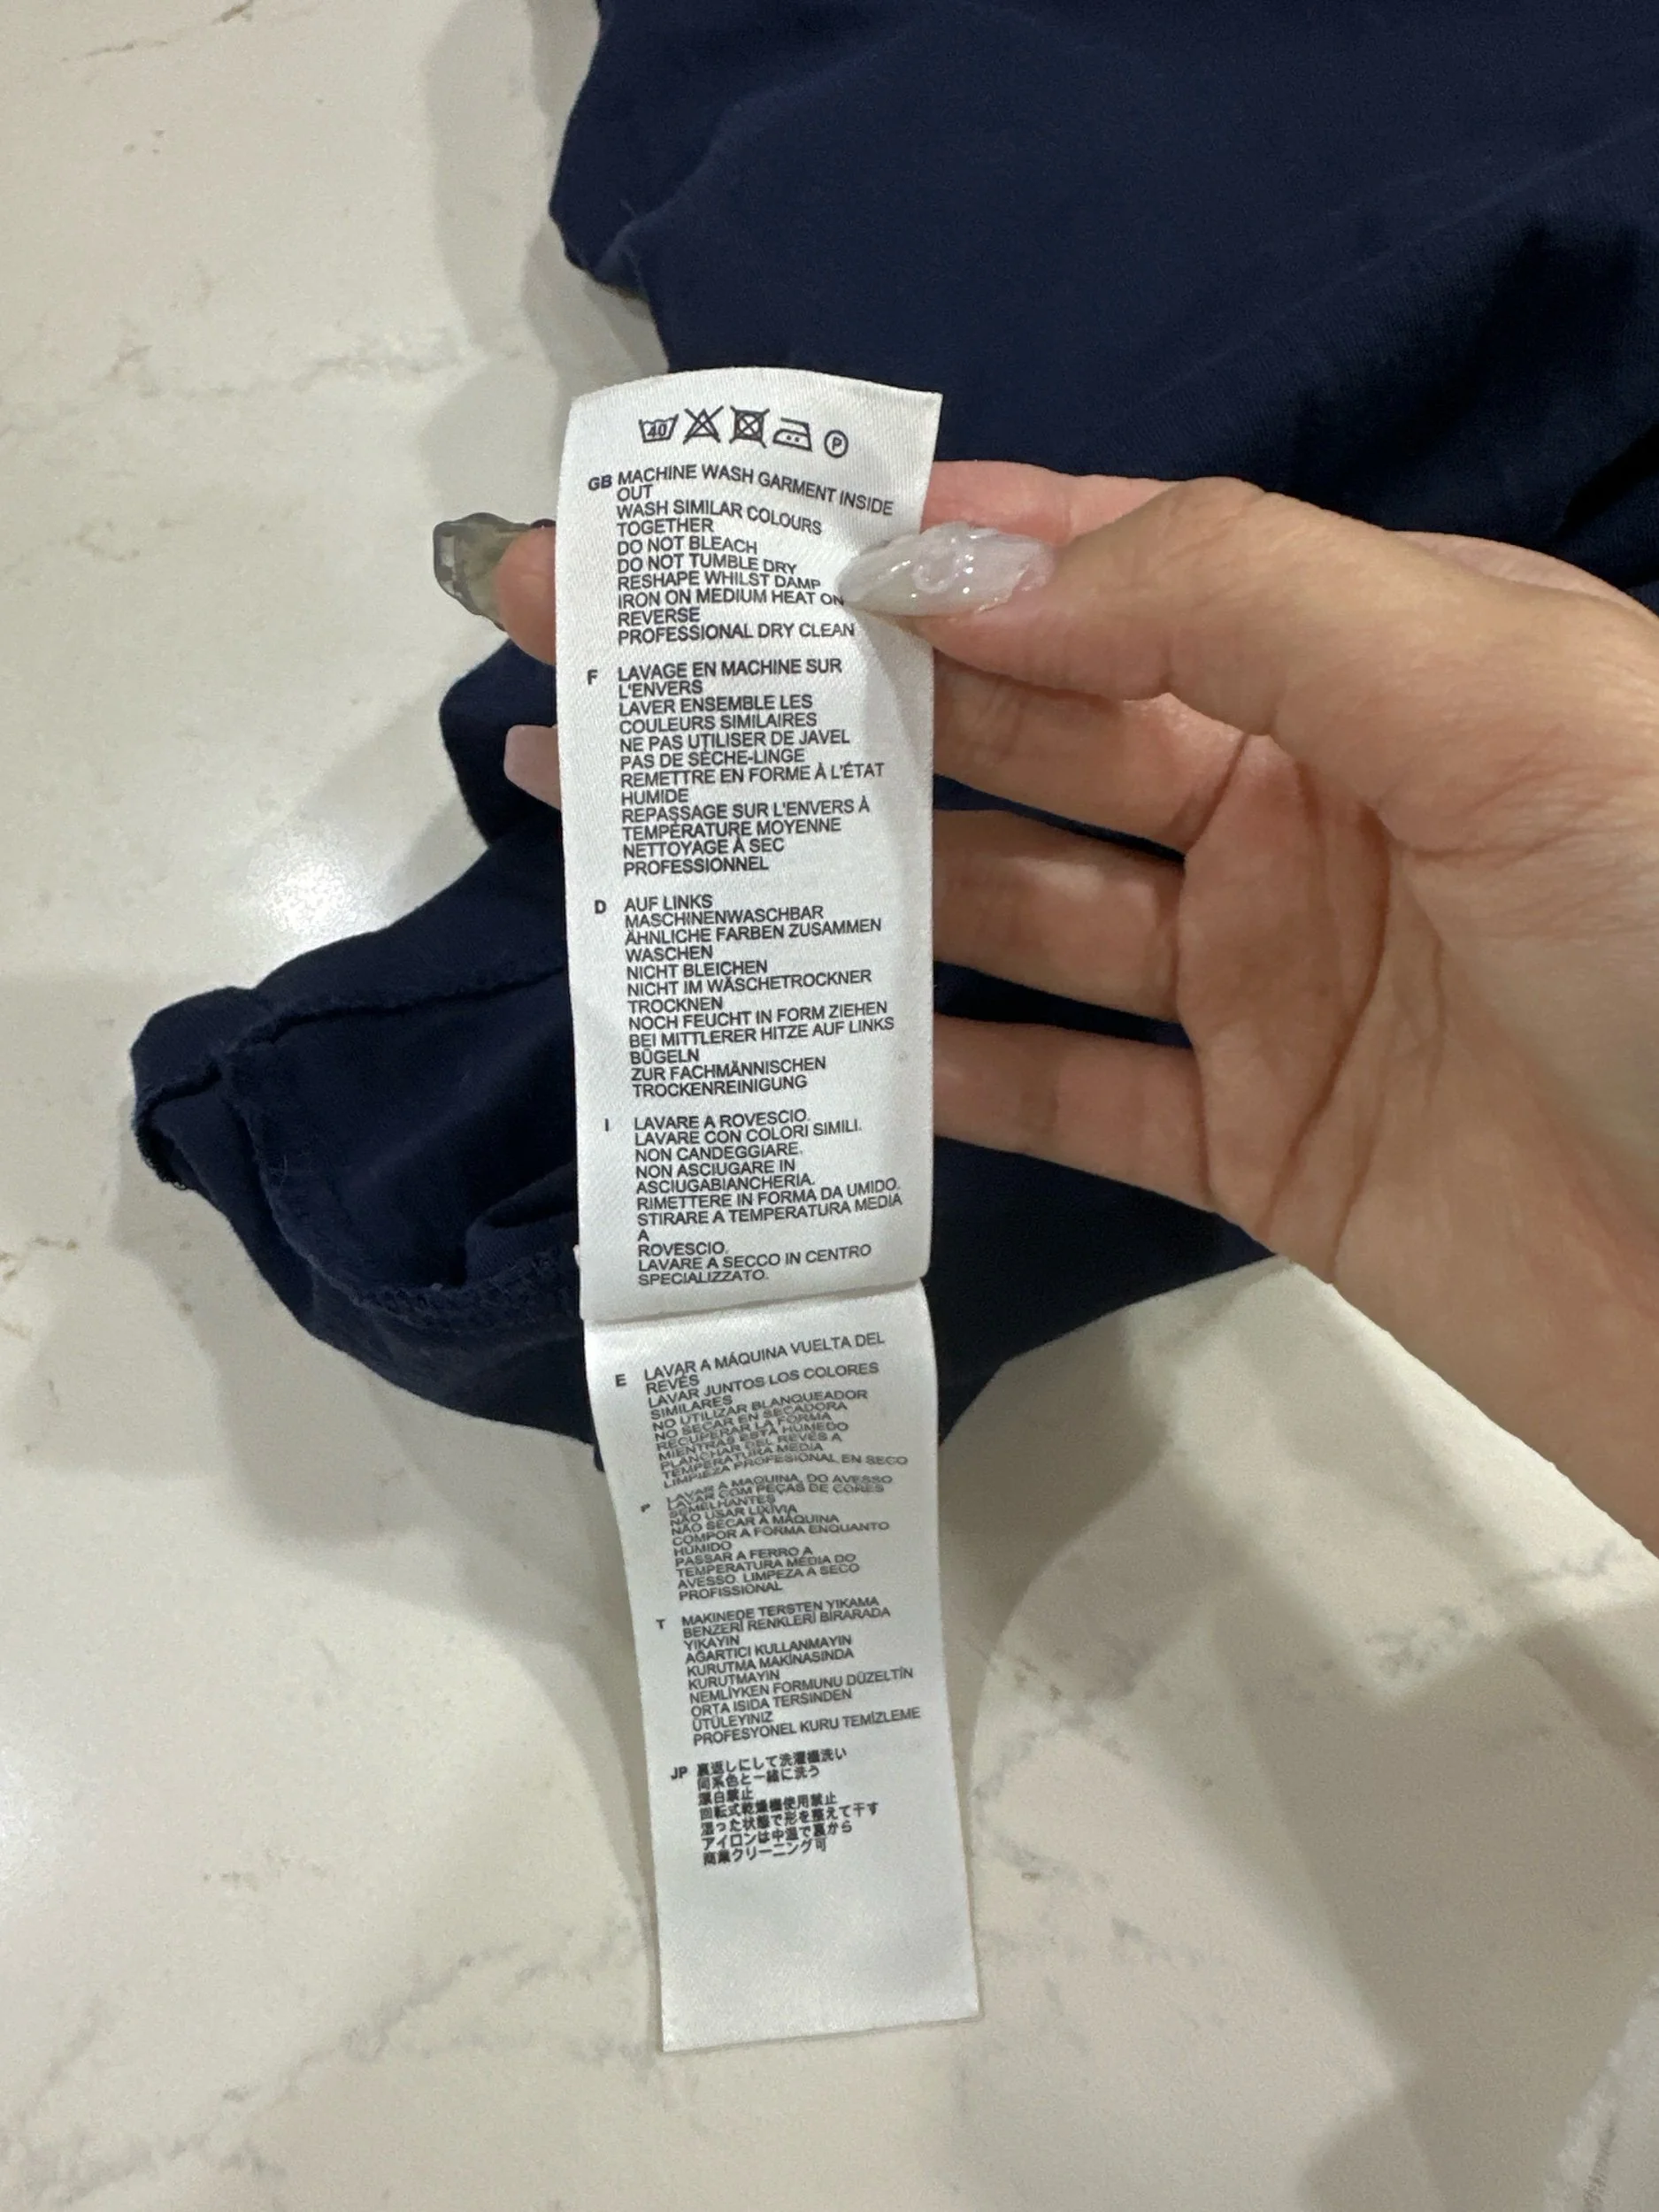 40 P
GB MACHINE WASH GARMENT INSIDE
OUT
WASH SIMILAR COLOURS
TOGETHER
DO NOT BLEACH
DO NOT TUMBLE DRY
RESHAPE WHILST DAMP
IRON ON MEDIUM HEAT ON
REVERSE
PROFESSIONAL DRY CLEAN
F LAVAGE EN MACHINE SUR
L'ENVERS
LAVER ENSEMBLE LES
COULEURS SIMILAIRES
NE PAS UTILISER DE JAVEL
PAS DE SÈCHE-LINGE
REMETTRE EN FORME À L'ÉTAT
HUMIDE
REPASSAGE SUR L'ENVERS À
TEMPÉRATURE MOYENNE
NETTOYAGE À SEC
PROFESSIONNEL
D AUF LINKS
MASCHINENWASCHBAR
ÄHNLICHE FARBEN ZUSAMMEN
WASCHEN
NICHT BLEICHEN
NICHT IM WÄSCHETROCKNER
TROCKNEN
NOCH FEUCHT IN FORM ZIEHEN
BEI MITTLERER HITZE AUF LINKS
BÜGELN
ZUR FACHMÄNNISCHEN
TROCKENREINIGUNG
I LAVARE A ROVESCIO.
LAVARE CON COLORI SIMILI.
NON CANDEGGIARE.
NON ASCIUGARE IN
ASCIUGABIANCHERIA.
RIMETTERE IN FORMA DA UMIDO.
STIRARE A TEMPERATURA MEDIA
A
ROVESCIO.
LAVARE A SECCO IN CENTRO
SPECIALIZZATO.
E LAVAR A MÁQUINA VUELTA DEL
REVÉS
LAVAR JUNTOS LOS COLORES
SIMILARES
NO UTILIZAR BLANQUEADOR
NO SECAR EN SECADORA
RECUPERAR LA FORMA
MIENTRAS ESTÁ HÚMEDO
PLANCHAR DEL REVÉS A
TEMPERATURA MEDIA
LIMPIEZA PROFESIONAL EN SECO
P LAVAR A MAQUINA, DO AVESSO
LAVAR COM PEÇAS DE CORES
SEMELHANTES
NÃO USAR LIXÍVIA
NÃO SECAR À MÁQUINA
COMPOR A FORMA ENQUANTO
HÚMIDO
PASSAR A FERRO A
TEMPERATURA MÉDIA DO
AVESSO. LIMPEZA A SECO
PROFISSIONAL
T MAKINEDE TERSTEN YIKAMA
BENZERİ RENKLERİ BİRARADA
YIKAYIN
AĞARTICI KULLANMAYIN
KURUTMA MAKİNASINDA
KURUTMAYIN
NEMLİYKEN FORMUNU DÜZELTİN
ORTA ISIDA TERSINDEN
ÜTÜLEYINIZ
PROFESYONEL KURU TEMİZLEME
JP 裏返しにして洗濯機洗い
同系色と一緒に洗う
漂白禁止
回転式乾燥機使用禁止
湿った状態で形を整えて干す
アイロンは中温で裏から
商業クリーニング可